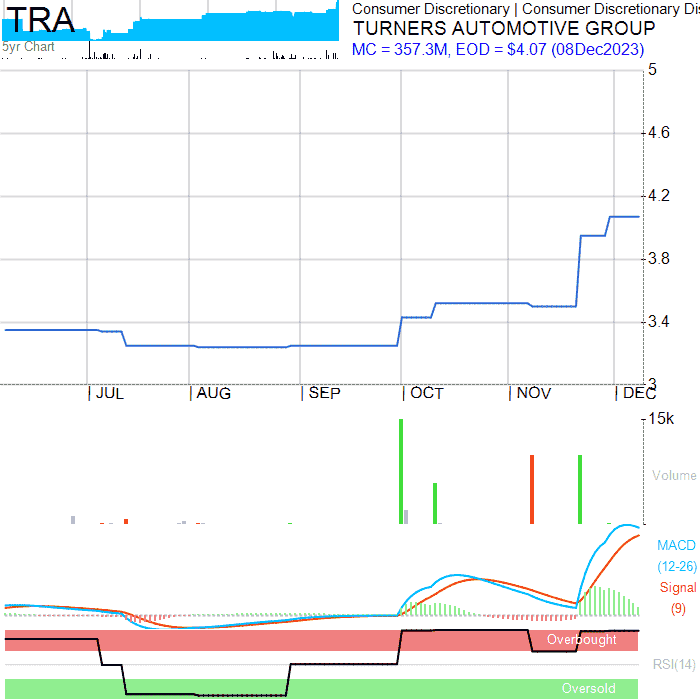 TRA
5yr Chart
Consumer Discretionary | Consumer Discretionary Dis
TURNERS AUTOMOTIVE GROUP
MC = 357.3M, EOD = $4.07 (08Dec2023)
5
4.6
4.2
3.8
3.4
3
JUL
AUG
SEP
OCT
NOV
DEC
15k
Volume
MACD
(12-26)
Signal
(9)
Overbought
RSI(14)
Oversold